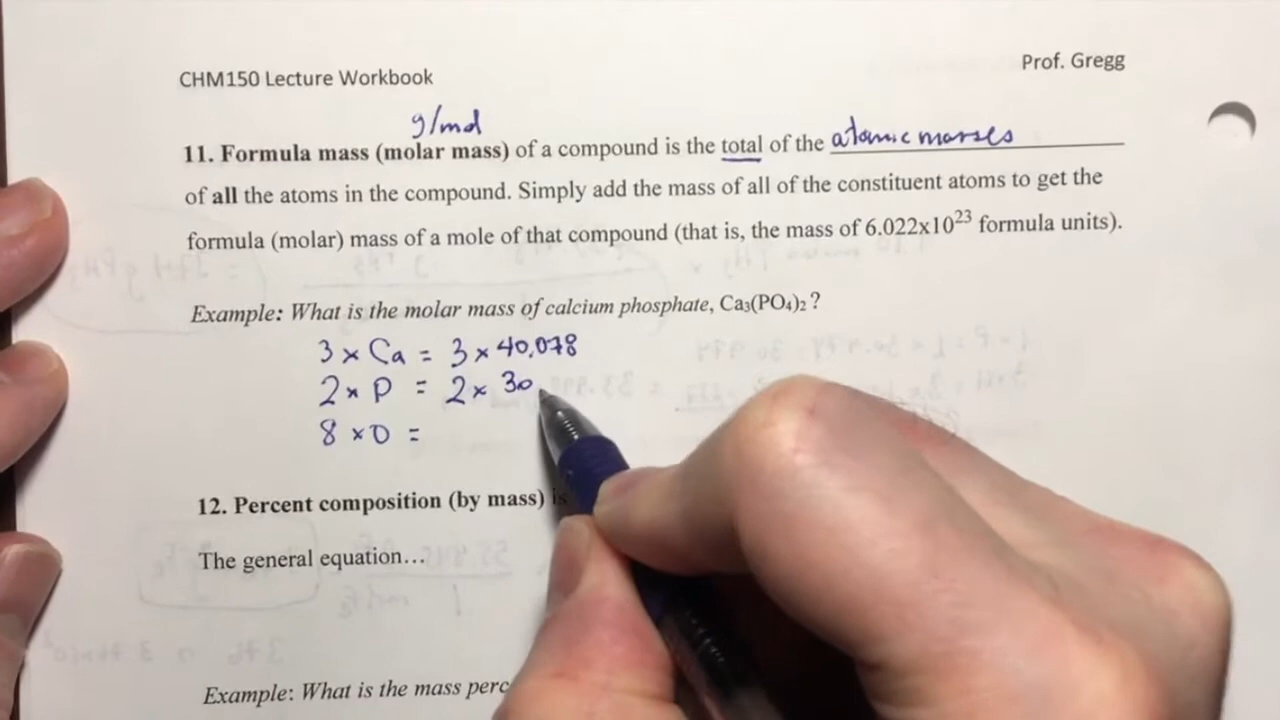 CHM150 Lecture Workbook
Prof. Gregg
g/mol
11. Formula mass (molar mass) of a compound is the total of the atomic masses
of all the atoms in the compound. Simply add the mass of all of the constituent atoms to get the
formula (molar) mass of a mole of that compound (that is, the mass of 6.022x10²³ formula units).
Example: What is the molar mass of calcium phosphate, Ca₃(PO₄)₂ ?
3 × Ca = 3 × 40.078
2 × P = 2 × 30
8 × O =
12. Percent composition (by mass) is
The general equation…
Example: What is the mass perc